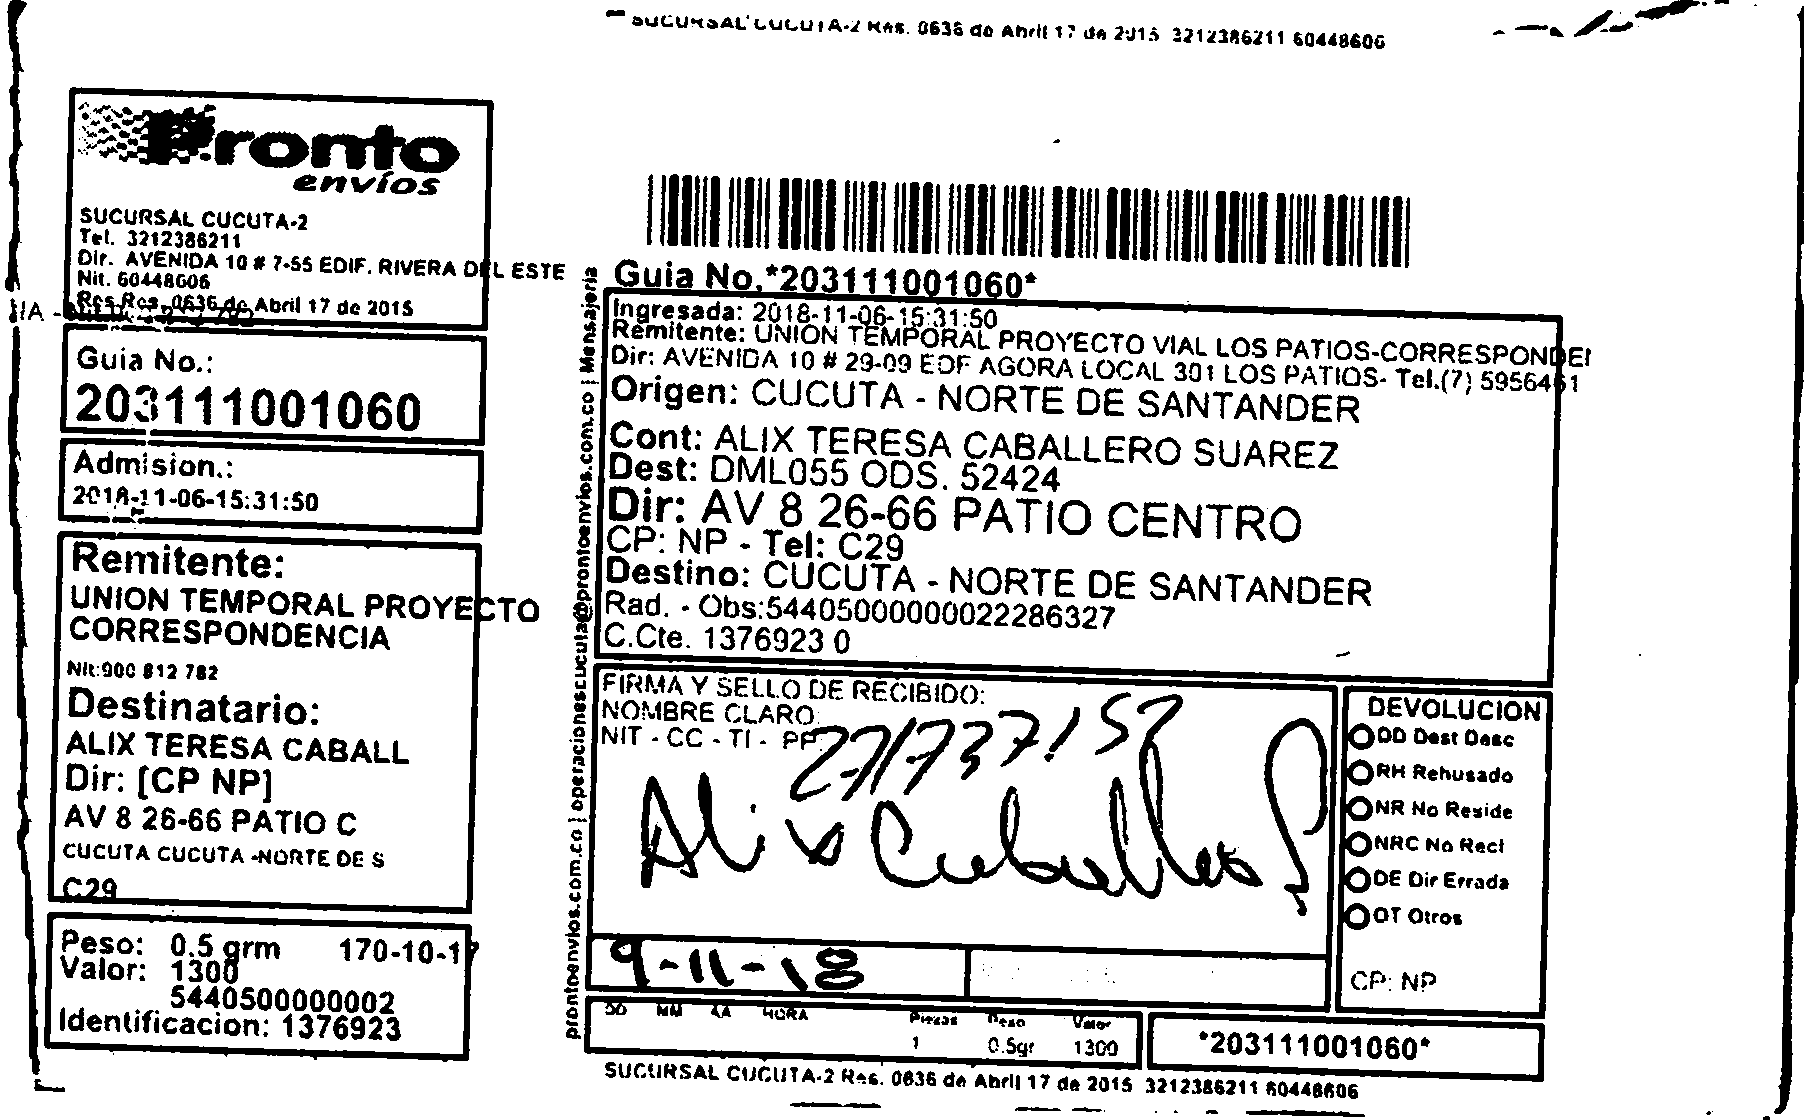 SUCURSAL CUCUTA-2 Res. 0636 de Abril 17 de 2015 3212386211 60448606
Pronto
envíos
SUCURSAL CUCUTA-2
Tel. 3212386211
Dir. AVENIDA 10 # 7-55 EDIF. RIVERA DEL ESTE
Nit. 60448606
Res Res. 0636 de Abril 17 de 2015
Guia No.:
203111001060
Admision.:
2018-11-06-15:31:50
Remitente:
UNION TEMPORAL PROYECTO
CORRESPONDENCIA
Nit:900 812 782
Destinatario:
ALIX TERESA CABALL
Dir: [CP NP]
AV 8 26-66 PATIO C
CUCUTA CUCUTA -NORTE DE S
C29
Peso: 0.5 grm 170-10-17
Valor: 1300
5440500000002
Identificacion: 1376923
prontoenvios.com.co | operacionescucuta@prontoenvios.com.co | Mensajeria
Guia No.*203111001060*
Ingresada: 2018-11-06-15:31:50
Remitente: UNION TEMPORAL PROYECTO VIAL LOS PATIOS-CORRESPONDEN
Dir: AVENIDA 10 # 29-09 EDF AGORA LOCAL 301 LOS PATIOS- Tel.(7) 5956461
Origen: CUCUTA - NORTE DE SANTANDER
Cont: ALIX TERESA CABALLERO SUAREZ
Dest: DML055 ODS. 52424
Dir: AV 8 26-66 PATIO CENTRO
CP: NP - Tel: C29
Destino: CUCUTA - NORTE DE SANTANDER
Rad. - Obs:54405000000022286327
C.Cte. 1376923 0
FIRMA Y SELLO DE RECIBIDO:
NOMBRE CLARO:
NIT - CC - TI - PP:
Alix Caballero S
9-11-18
DD MM AA HORA
Piezas Peso Valor
1 0.5gr 1300
DEVOLUCION
DD Dest Desc
RH Rehusado
NR No Reside
NRC No Recl
DE Dir Errada
OT Otros
CP: NP
*203111001060*
SUCURSAL CUCUTA-2 Res. 0636 de Abril 17 de 2015 3212386211 60448606